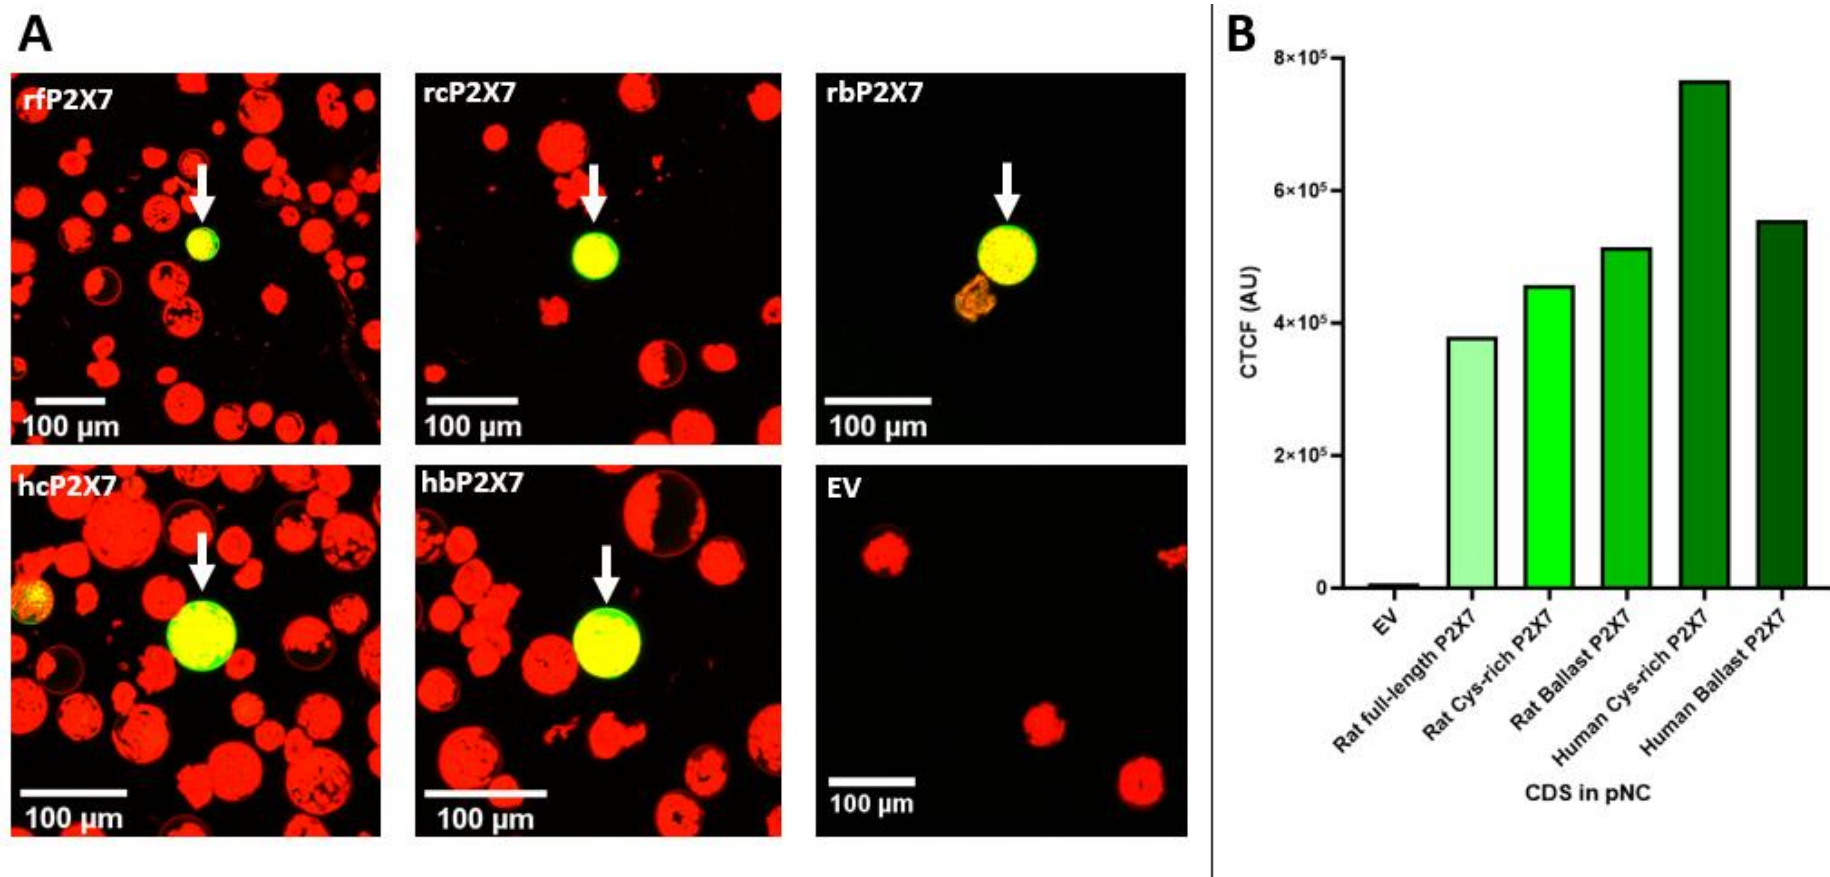 A
rfP2X7
100 µm
rcP2X7
100 µm
rbP2X7
100 µm
hcP2X7
100 µm
hbP2X7
100 µm
EV
100 µm
B
CTCF (AU)
8×10⁵
6×10⁵
4×10⁵
2×10⁵
0
EV
Rat full-length P2X7
Rat Cys-rich P2X7
Rat Ballast P2X7
Human Cys-rich P2X7
Human Ballast P2X7
CDS in pNC